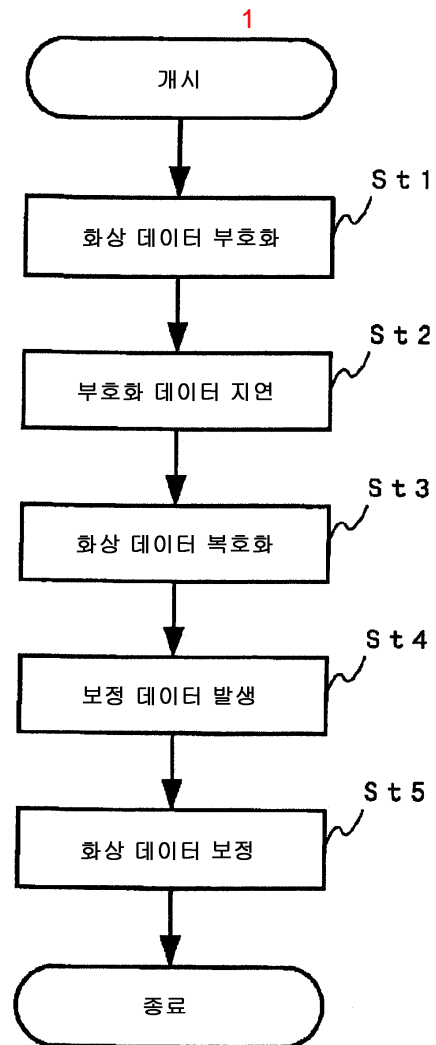 1
개시
St1
화상 데이터 부호화
St2
부호화 데이터 지연
St3
화상 데이터 복호화
St4
보정 데이터 발생
St5
화상 데이터 보정
종료